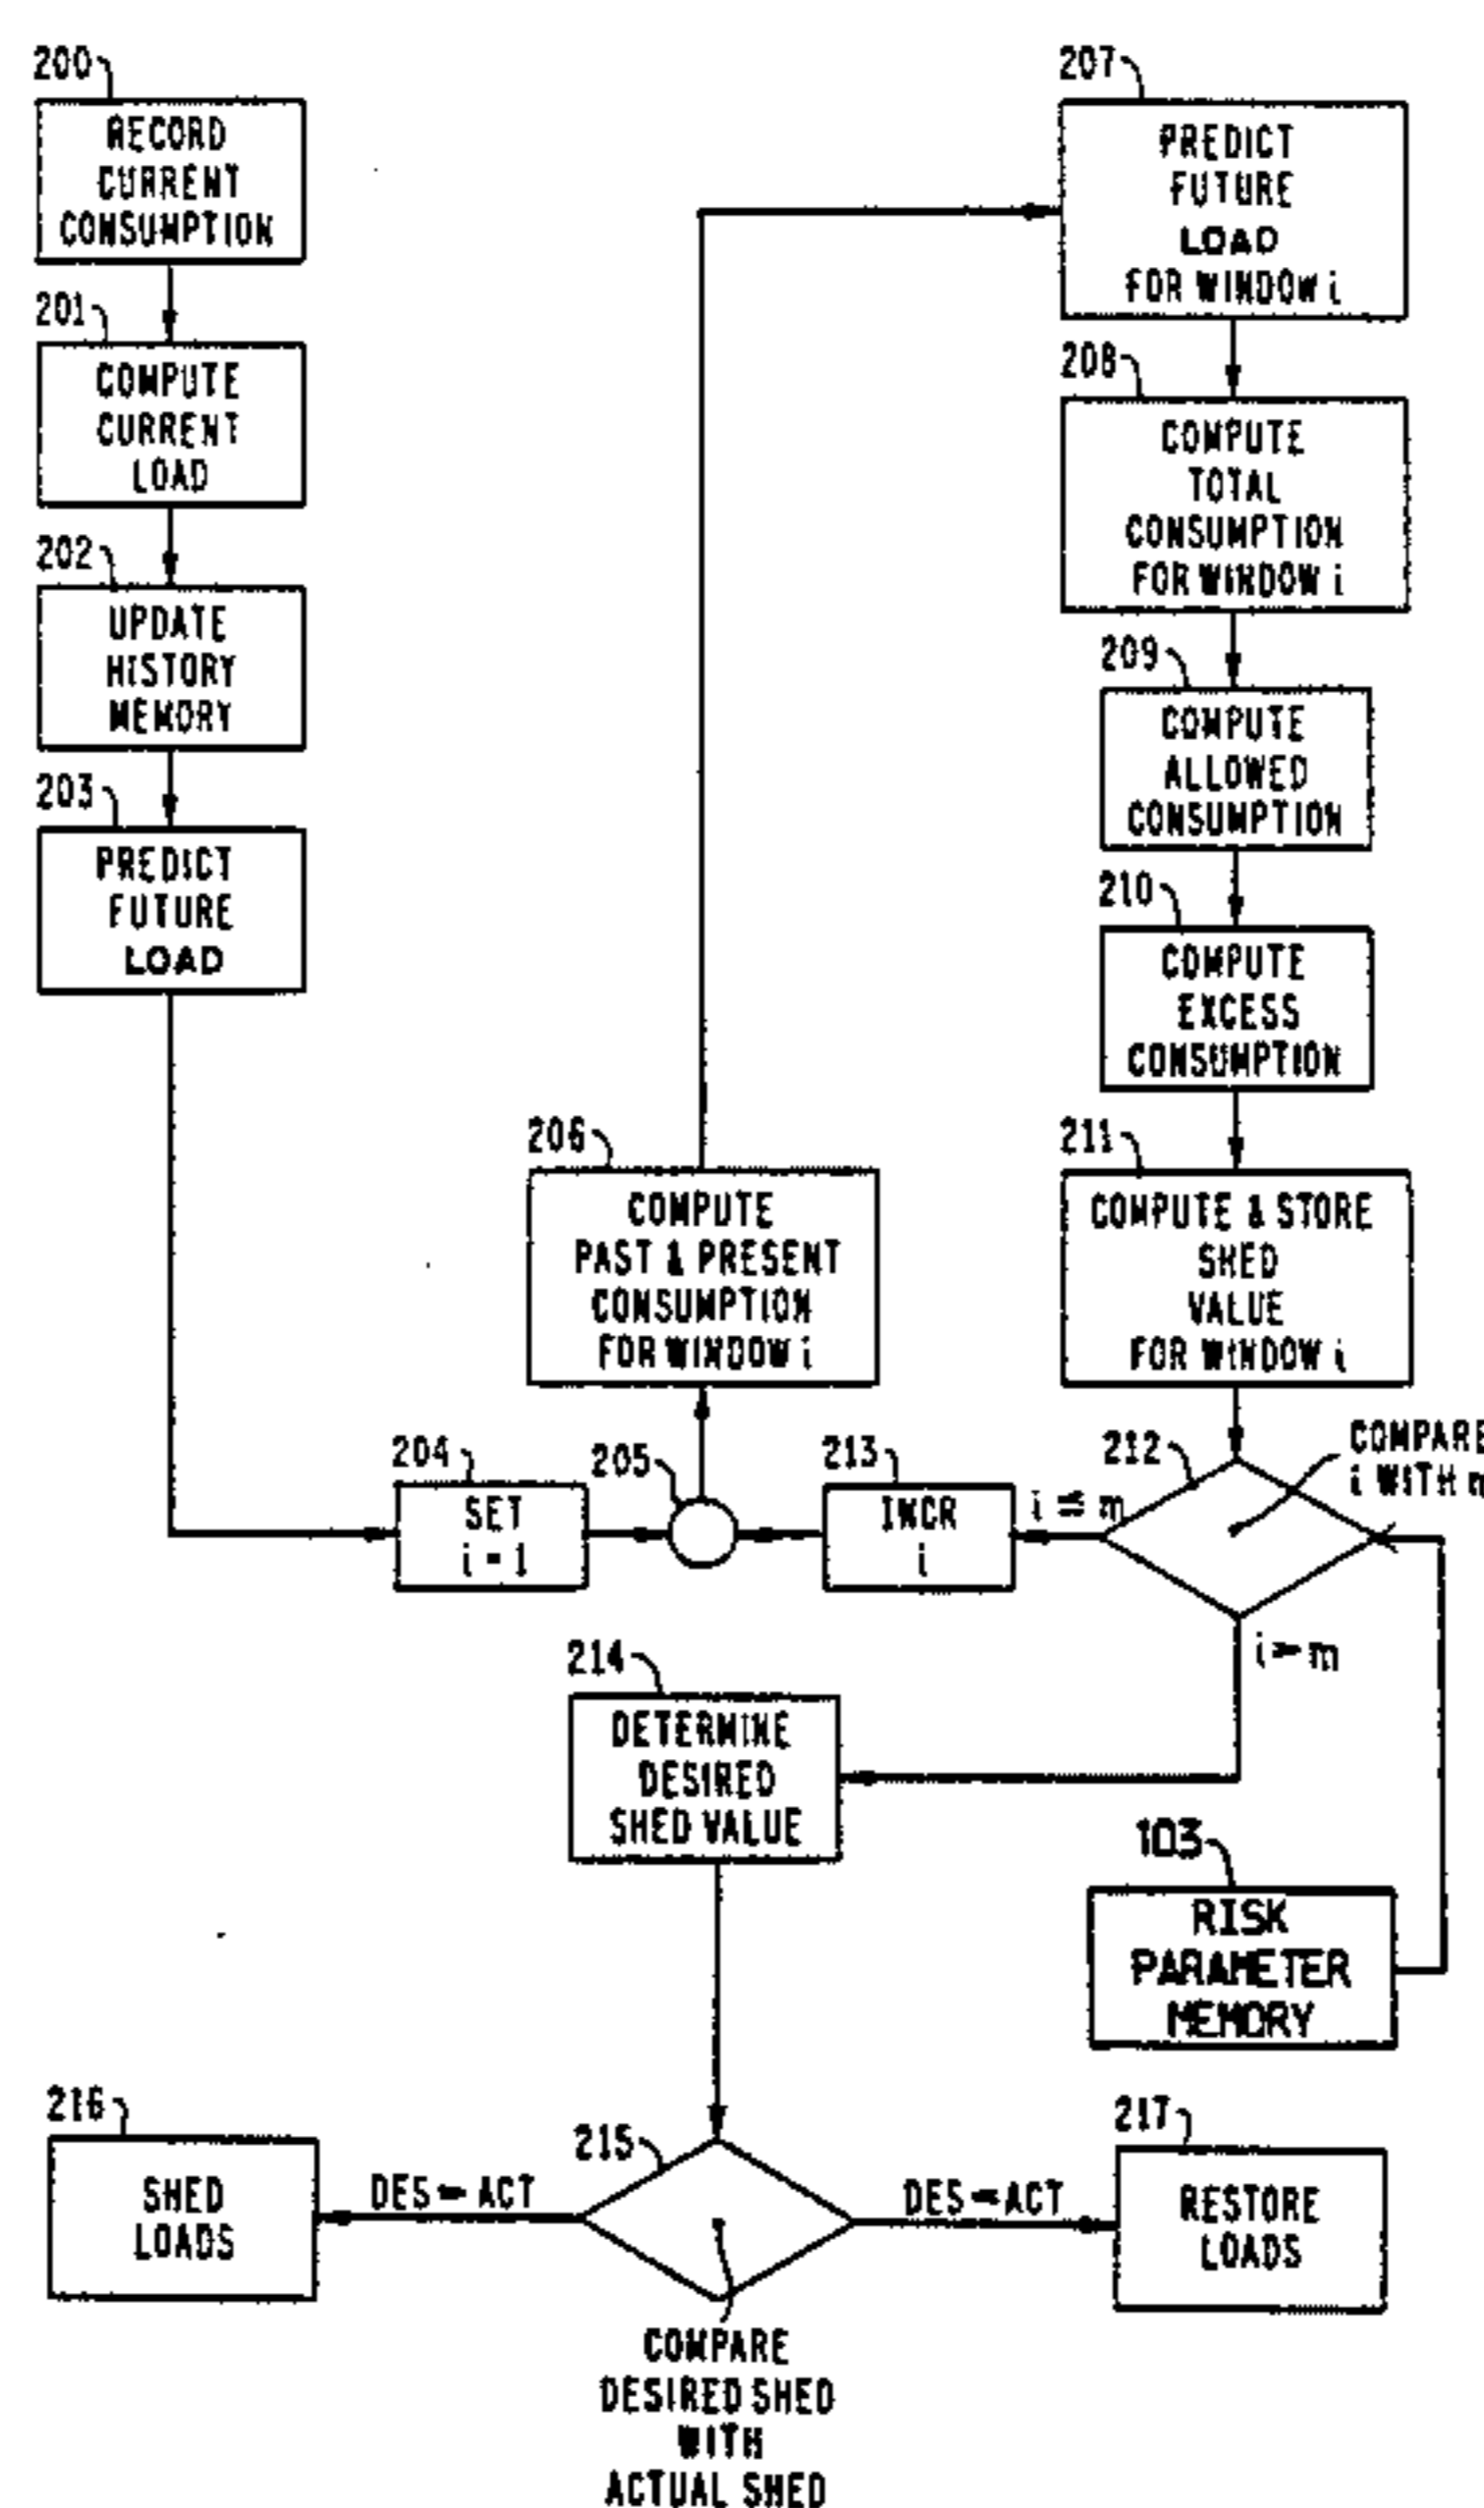 200
RECORD
CURRENT
CONSUMPTION
201
COMPUTE
CURRENT
LOAD
202
UPDATE
HISTORY
MEMORY
203
PREDICT
FUTURE
LOAD
204
SET
i = 1
205
206
COMPUTE
PAST & PRESENT
CONSUMPTION
FOR WINDOW i
207
PREDICT
FUTURE
LOAD
FOR WINDOW i
208
COMPUTE
TOTAL
CONSUMPTION
FOR WINDOW i
209
COMPUTE
ALLOWED
CONSUMPTION
210
COMPUTE
EXCESS
CONSUMPTION
211
COMPUTE & STORE
SHED
VALUE
FOR WINDOW i
212
COMPARE
i WITH
i ≤ m
213
INCR
i
i > m
214
DETERMINE
DESIRED
SHED VALUE
103
RISK
PARAMETER
MEMORY
215
COMPARE
DESIRED SHED
WITH
ACTUAL SHED
DES > ACT
216
SHED
LOADS
DES < ACT
217
RESTORE
LOADS